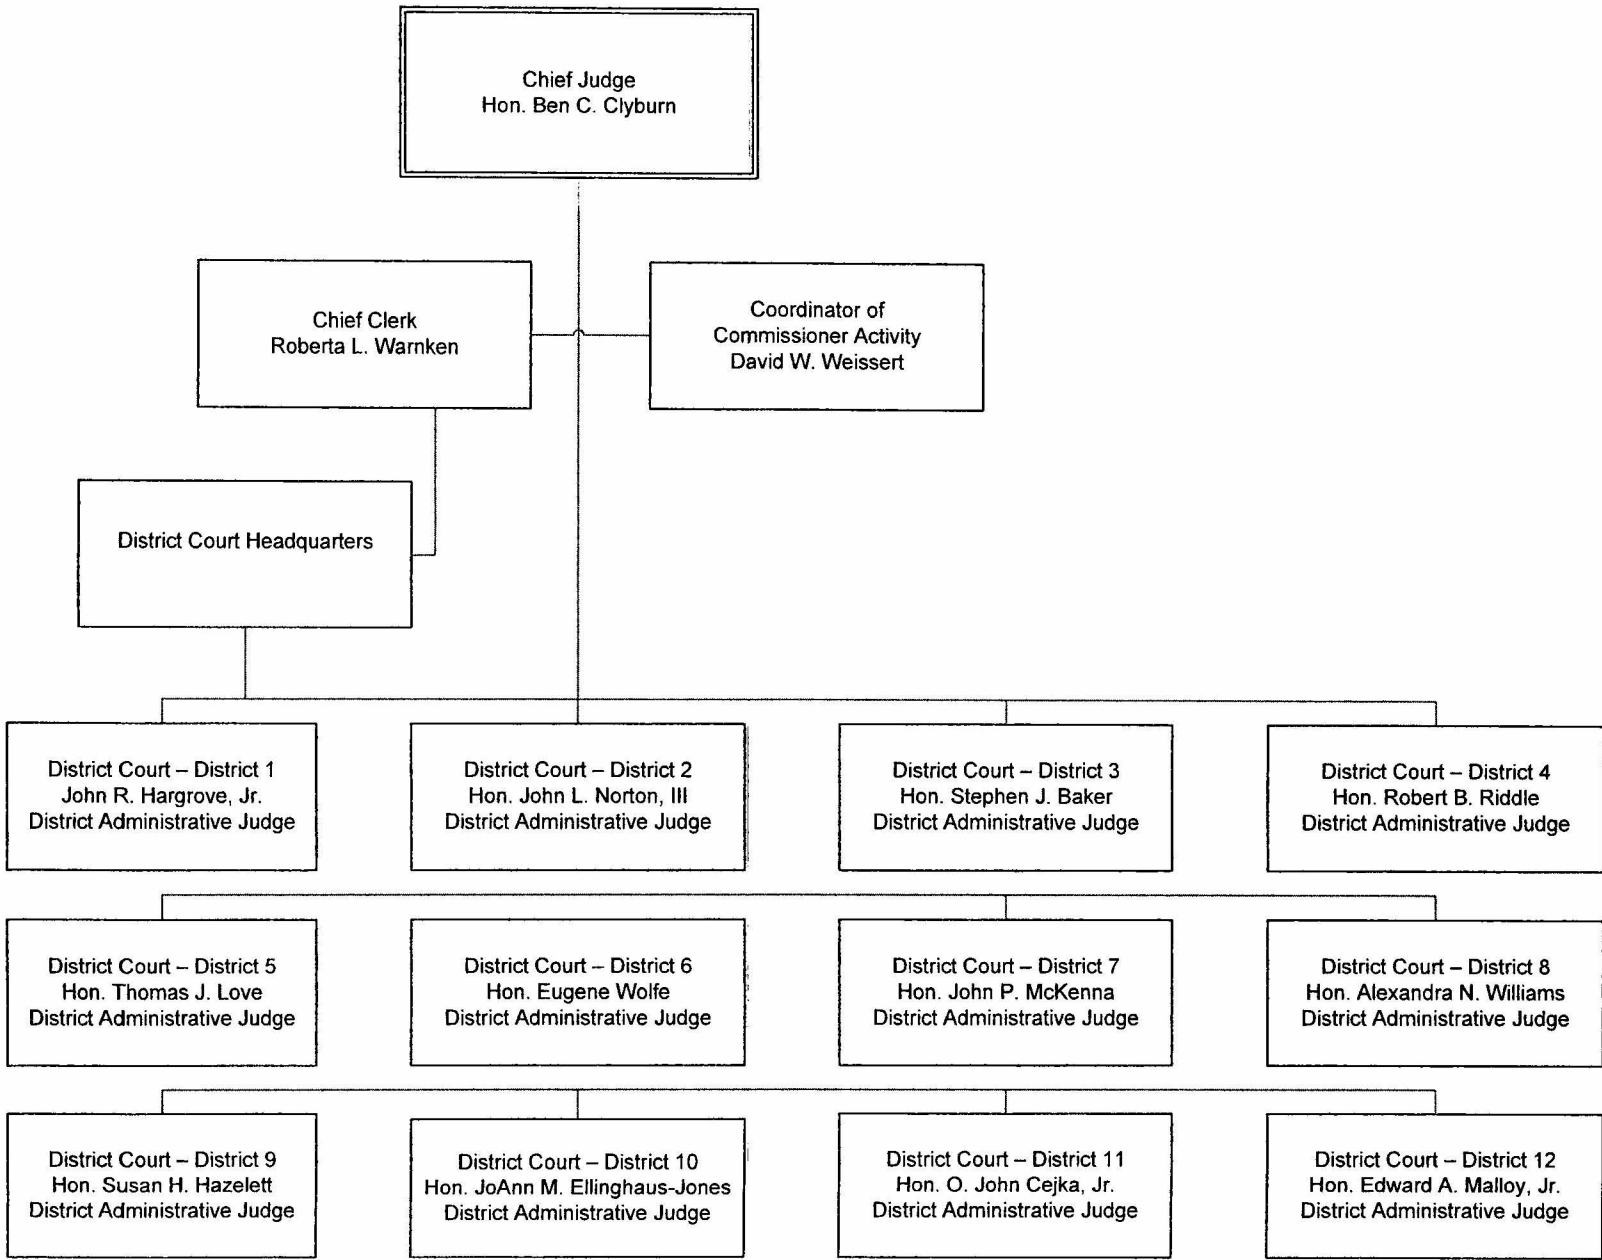 Chief Judge
Hon. Ben C. Clyburn
Chief Clerk
Roberta L. Warnken
Coordinator of
Commissioner Activity
David W. Weissert
District Court Headquarters
District Court – District 1
John R. Hargrove, Jr.
District Administrative Judge
District Court – District 2
Hon. John L. Norton, III
District Administrative Judge
District Court – District 3
Hon. Stephen J. Baker
District Administrative Judge
District Court – District 4
Hon. Robert B. Riddle
District Administrative Judge
District Court – District 5
Hon. Thomas J. Love
District Administrative Judge
District Court – District 6
Hon. Eugene Wolfe
District Administrative Judge
District Court – District 7
Hon. John P. McKenna
District Administrative Judge
District Court – District 8
Hon. Alexandra N. Williams
District Administrative Judge
District Court – District 9
Hon. Susan H. Hazelett
District Administrative Judge
District Court – District 10
Hon. JoAnn M. Ellinghaus-Jones
District Administrative Judge
District Court – District 11
Hon. O. John Cejka, Jr.
District Administrative Judge
District Court – District 12
Hon. Edward A. Malloy, Jr.
District Administrative Judge